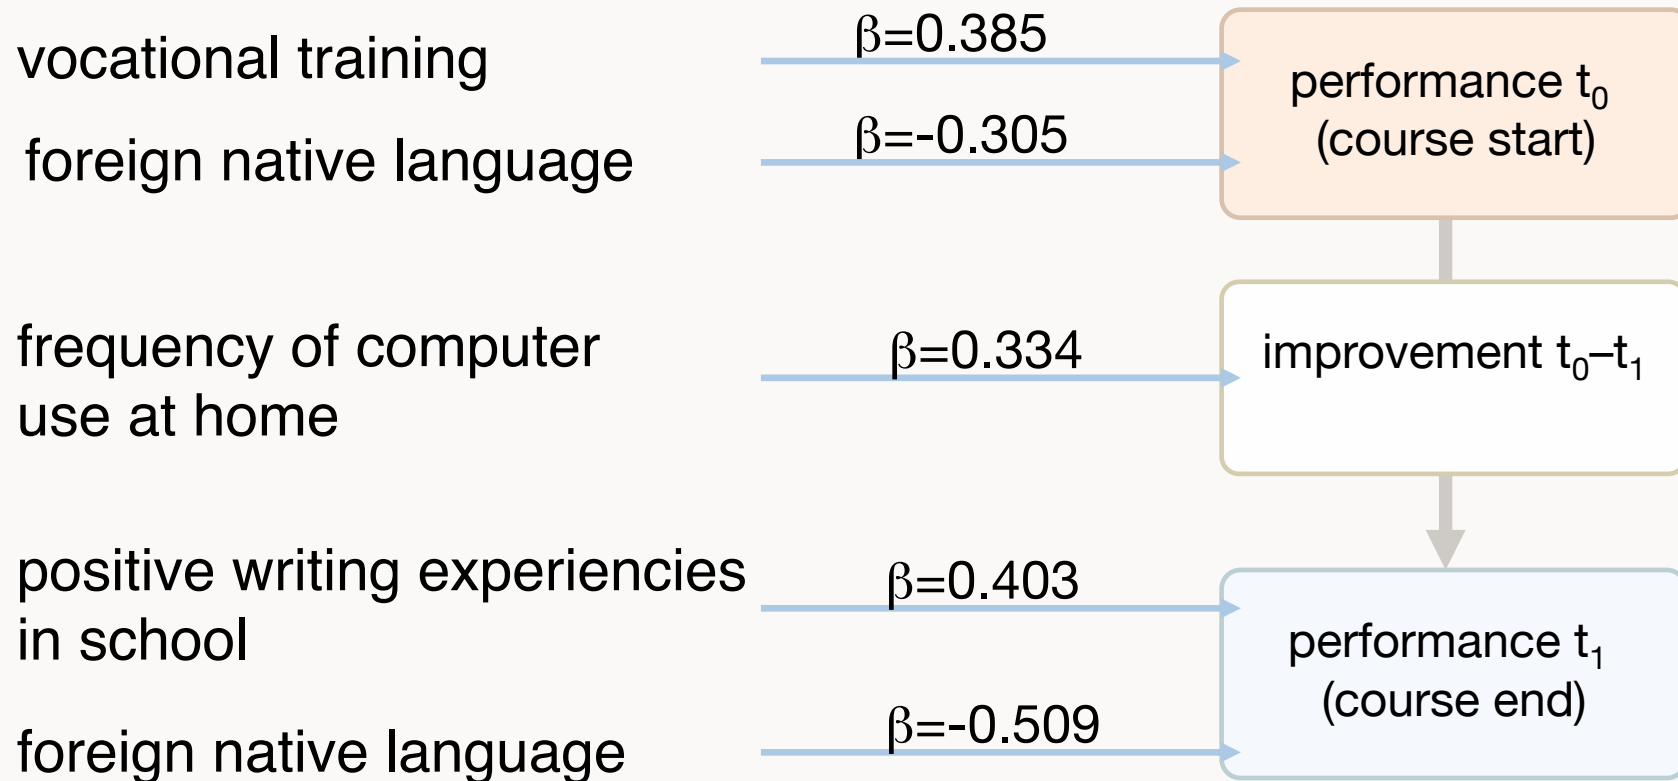 vocational training
β=0.385
performance t₀
(course start)
foreign native language
β=-0.305
frequency of computer
use at home
β=0.334
improvement t₀–t₁
positive writing experiencies
in school
β=0.403
performance t₁
(course end)
foreign native language
β=-0.509